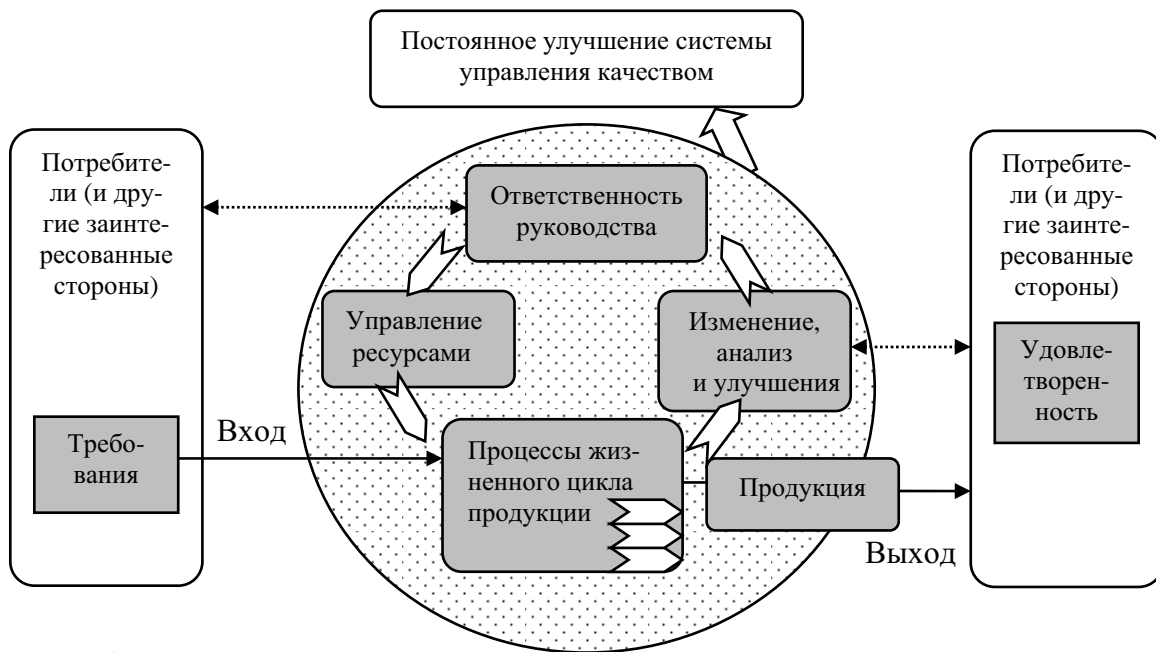 Постоянное улучшение системы
управления качеством
Потребите-
ли (и дру-
гие заинте-
ресованные
стороны)
Требо-
вания
Вход
Ответственность
руководства
Управление
ресурсами
Изменение,
анализ
и улучшения
Процессы жиз-
ненного цикла
продукции
Продукция
Выход
Потребите-
ли (и дру-
гие заинте-
ресованные
стороны)
Удовле-
творен-
ность